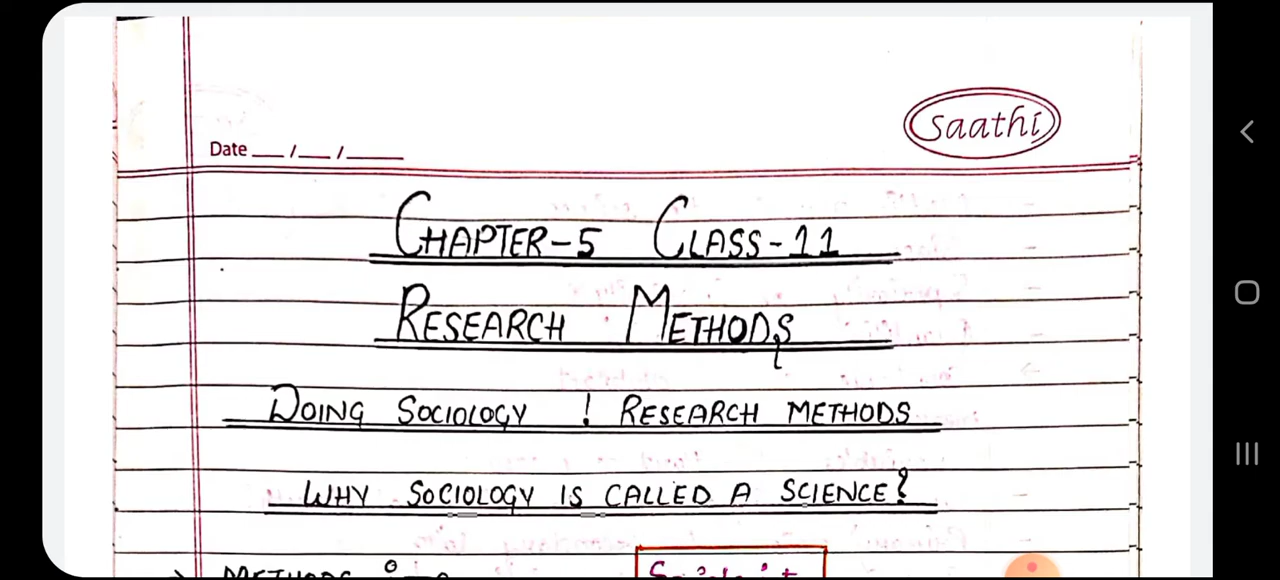 Saathi
Date __/__/____
CHAPTER-5 CLASS-11
RESEARCH METHODS
DOING SOCIOLOGY ! RESEARCH METHODS
WHY SOCIOLOGY IS CALLED A SCIENCE?
METHODS